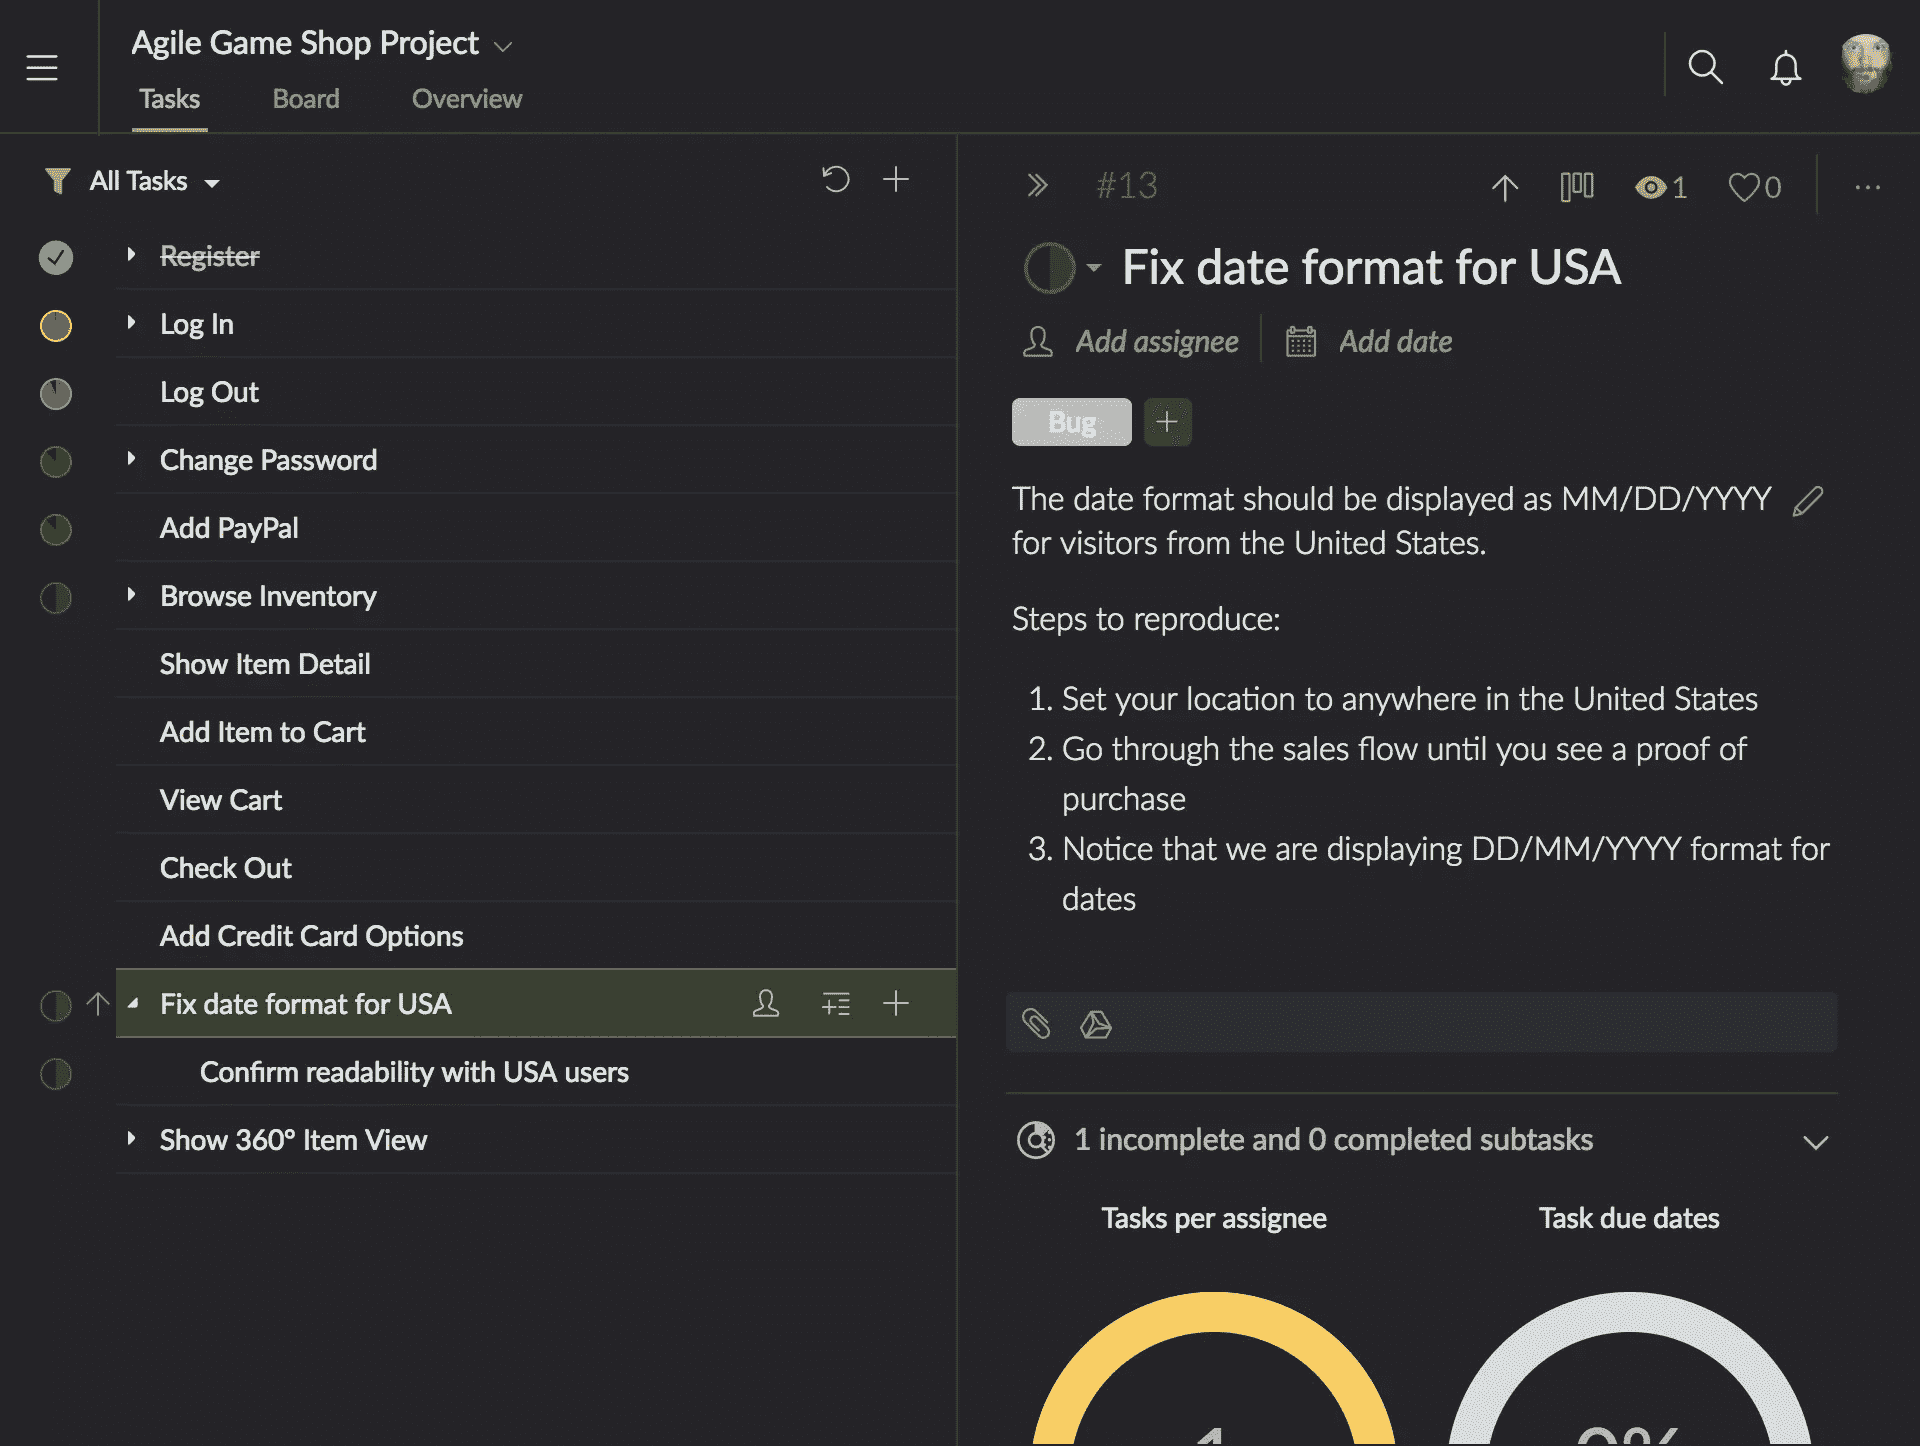 Agile Game Shop Project
Tasks Board Overview
All Tasks
Register
Log In
Log Out
Change Password
Add PayPal
Browse Inventory
Show Item Detail
Add Item to Cart
View Cart
Check Out
Add Credit Card Options
Fix date format for USA
Confirm readability with USA users
Show 360° Item View
#13
1 0
Fix date format for USA
Add assignee Add date
Bug
The date format should be displayed as MM/DD/YYYY
for visitors from the United States.
Steps to reproduce:
1. Set your location to anywhere in the United States
2. Go through the sales flow until you see a proof of
purchase
3. Notice that we are displaying DD/MM/YYYY format for
dates
1 incomplete and 0 completed subtasks
Tasks per assignee Task due dates